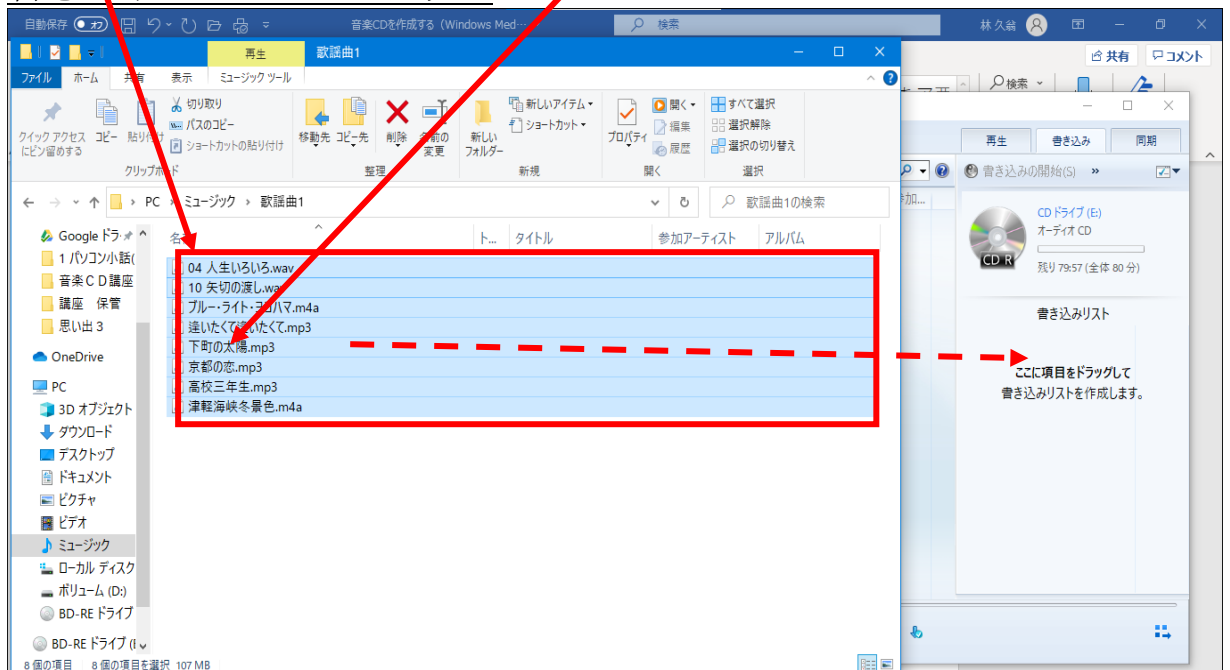 自動保存 オフ 音楽CDを作成する（Windows Med… 検索 林久翁
再生 歌謡曲1
ファイル ホーム 共有 表示 ミュージック ツール
共有 コメント
検索
クイック アクセス
にピン留めする
コピー 貼り付け
切り取り
パスのコピー
ショートカットの貼り付け
クリップボード
移動先 コピー先 削除 名前の
変更
整理
新しい
フォルダー
新しいアイテム
ショートカット
新規
プロパティ
開く
編集
履歴
開く
すべて選択
選択解除
選択の切り替え
選択
再生 書き込み 同期
書き込みの開始(S) »
PC › ミュージック › 歌謡曲1 歌謡曲1の検索
名前 ト... タイトル 参加アーティスト アルバム
Google ドラ
1 パソコン小話(
音楽ＣＤ講座
講座 保管
思い出３
OneDrive
PC
3D オブジェクト
ダウンロード
デスクトップ
ドキュメント
ピクチャ
ビデオ
ミュージック
ローカル ディスク
ボリューム (D:)
BD-RE ドライブ
BD-RE ドライブ (
04 人生いろいろ.wav
10 矢切の渡し.wav
ブルー・ライト・ヨコハマ.m4a
逢いたくて逢いたくて.mp3
下町の太陽.mp3
京都の恋.mp3
高校三年生.mp3
津軽海峡冬景色.m4a
CD ドライブ (E)
オーディオ CD
CD-R
残り 79:57 (全体 80 分)
書き込みリスト
ここに項目をドラッグして
書き込みリストを作成します。
8 個の項目 8 個の項目を選択 107 MB